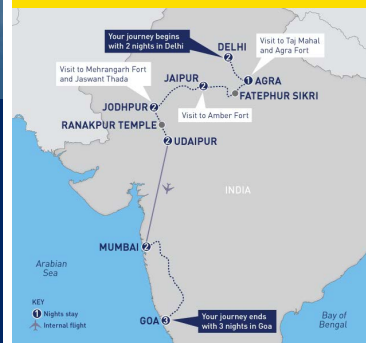 Your journey begins
with 2 nights in Delhi
DELHI
2
Visit to Taj Mahal
and Agra Fort
Visit to Mehrangarh Fort
and Jaswant Thada
JAIPUR
2
1 AGRA
FATEPHUR SIKRI
JODHPUR 2
Visit to Amber Fort
RANAKPUR TEMPLE
2 UDAIPUR
INDIA
MUMBAI 2
Arabian
Sea
KEY
1 Nights stay
Internal flight
GOA 3
Your journey ends
with 3 nights in Goa
Bay of
Bengal